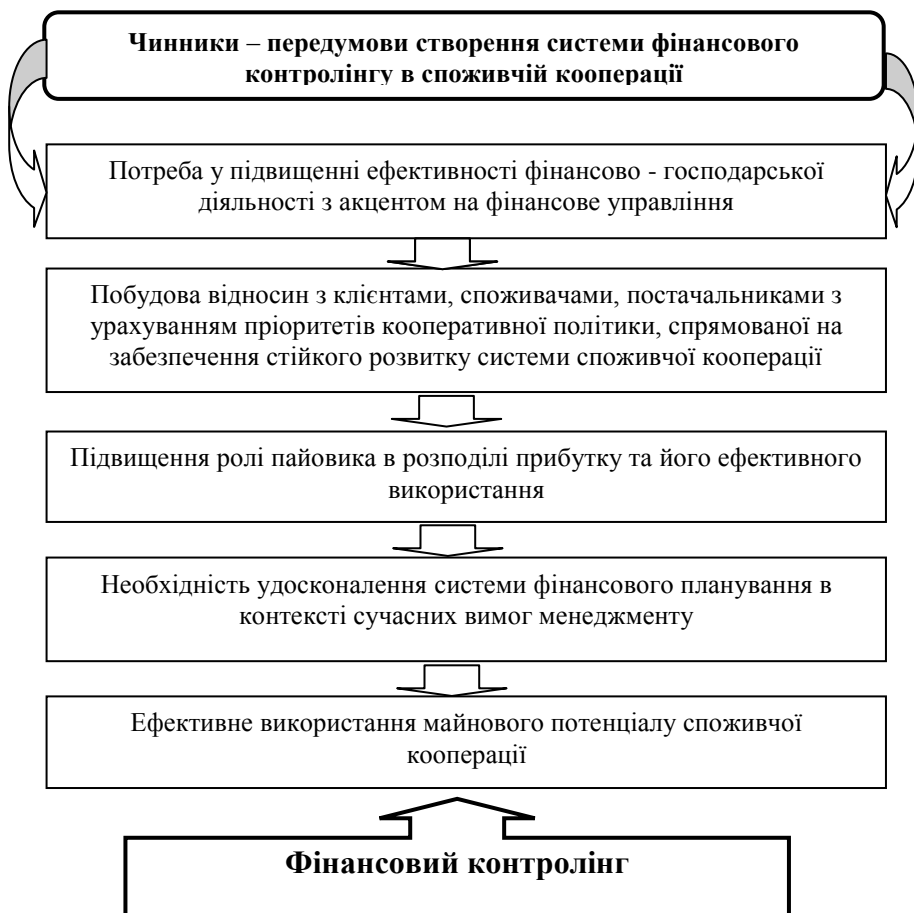 Чинники – передумови створення системи фінансового
контролінгу в споживчій кооперації
Потреба у підвищенні ефективності фінансово - господарської
діяльності з акцентом на фінансове управління
Побудова відносин з клієнтами, споживачами, постачальниками з
урахуванням пріоритетів кооперативної політики, спрямованої на
забезпечення стійкого розвитку системи споживчої кооперації
Підвищення ролі пайовика в розподілі прибутку та його ефективного
використання
Необхідність удосконалення системи фінансового планування в
контексті сучасних вимог менеджменту
Ефективне використання майнового потенціалу споживчої
кооперації
Фінансовий контролінг